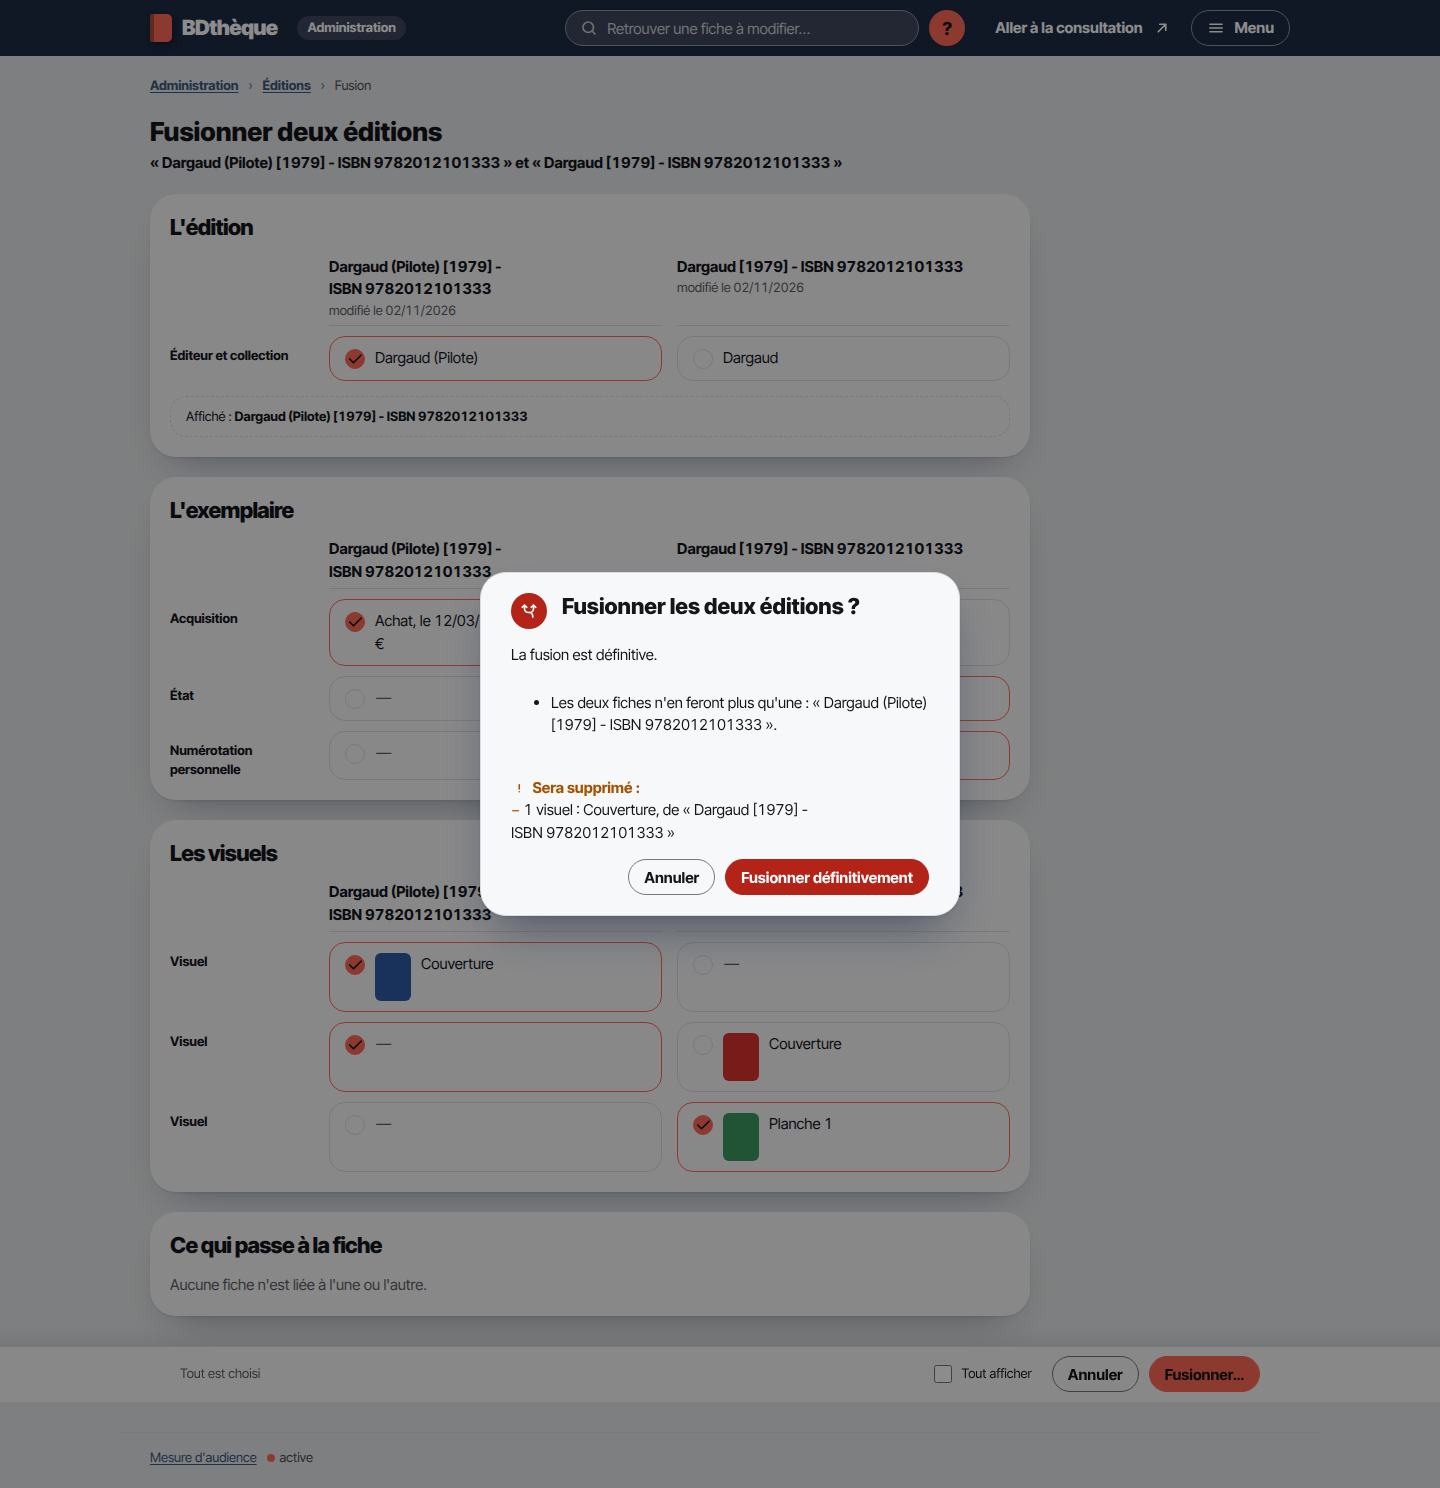 BDthèque
Administration
Retrouver une fiche à modifier…
?
Aller à la consultation
Menu
Administration › Éditions › Fusion
Fusionner deux éditions
« Dargaud (Pilote) [1979] - ISBN 9782012101333 » et « Dargaud [1979] - ISBN 9782012101333 »
L'édition
Dargaud (Pilote) [1979] -
ISBN 9782012101333
modifié le 02/11/2026
Dargaud [1979] - ISBN 9782012101333
modifié le 02/11/2026
Éditeur et collection
Dargaud (Pilote)
Dargaud
Affiché : Dargaud (Pilote) [1979] - ISBN 9782012101333
L'exemplaire
Dargaud (Pilote) [1979] -
ISBN 9782012101333
Dargaud [1979] - ISBN 9782012101333
Acquisition
Achat, le 12/03/
€
État
—
Numérotation
personnelle
—
Fusionner les deux éditions ?
La fusion est définitive.
• Les deux fiches n'en feront plus qu'une : « Dargaud (Pilote)
[1979] - ISBN 9782012101333 ».
! Sera supprimé :
– 1 visuel : Couverture, de « Dargaud [1979] -
ISBN 9782012101333 »
Annuler
Fusionner définitivement
Les visuels
Dargaud (Pilote) [1979
ISBN 9782012101333
Visuel
Couverture
—
Visuel
—
Couverture
Visuel
—
Planche 1
Ce qui passe à la fiche
Aucune fiche n'est liée à l'une ou l'autre.
Tout est choisi
Tout afficher
Annuler
Fusionner…
Mesure d'audience
active